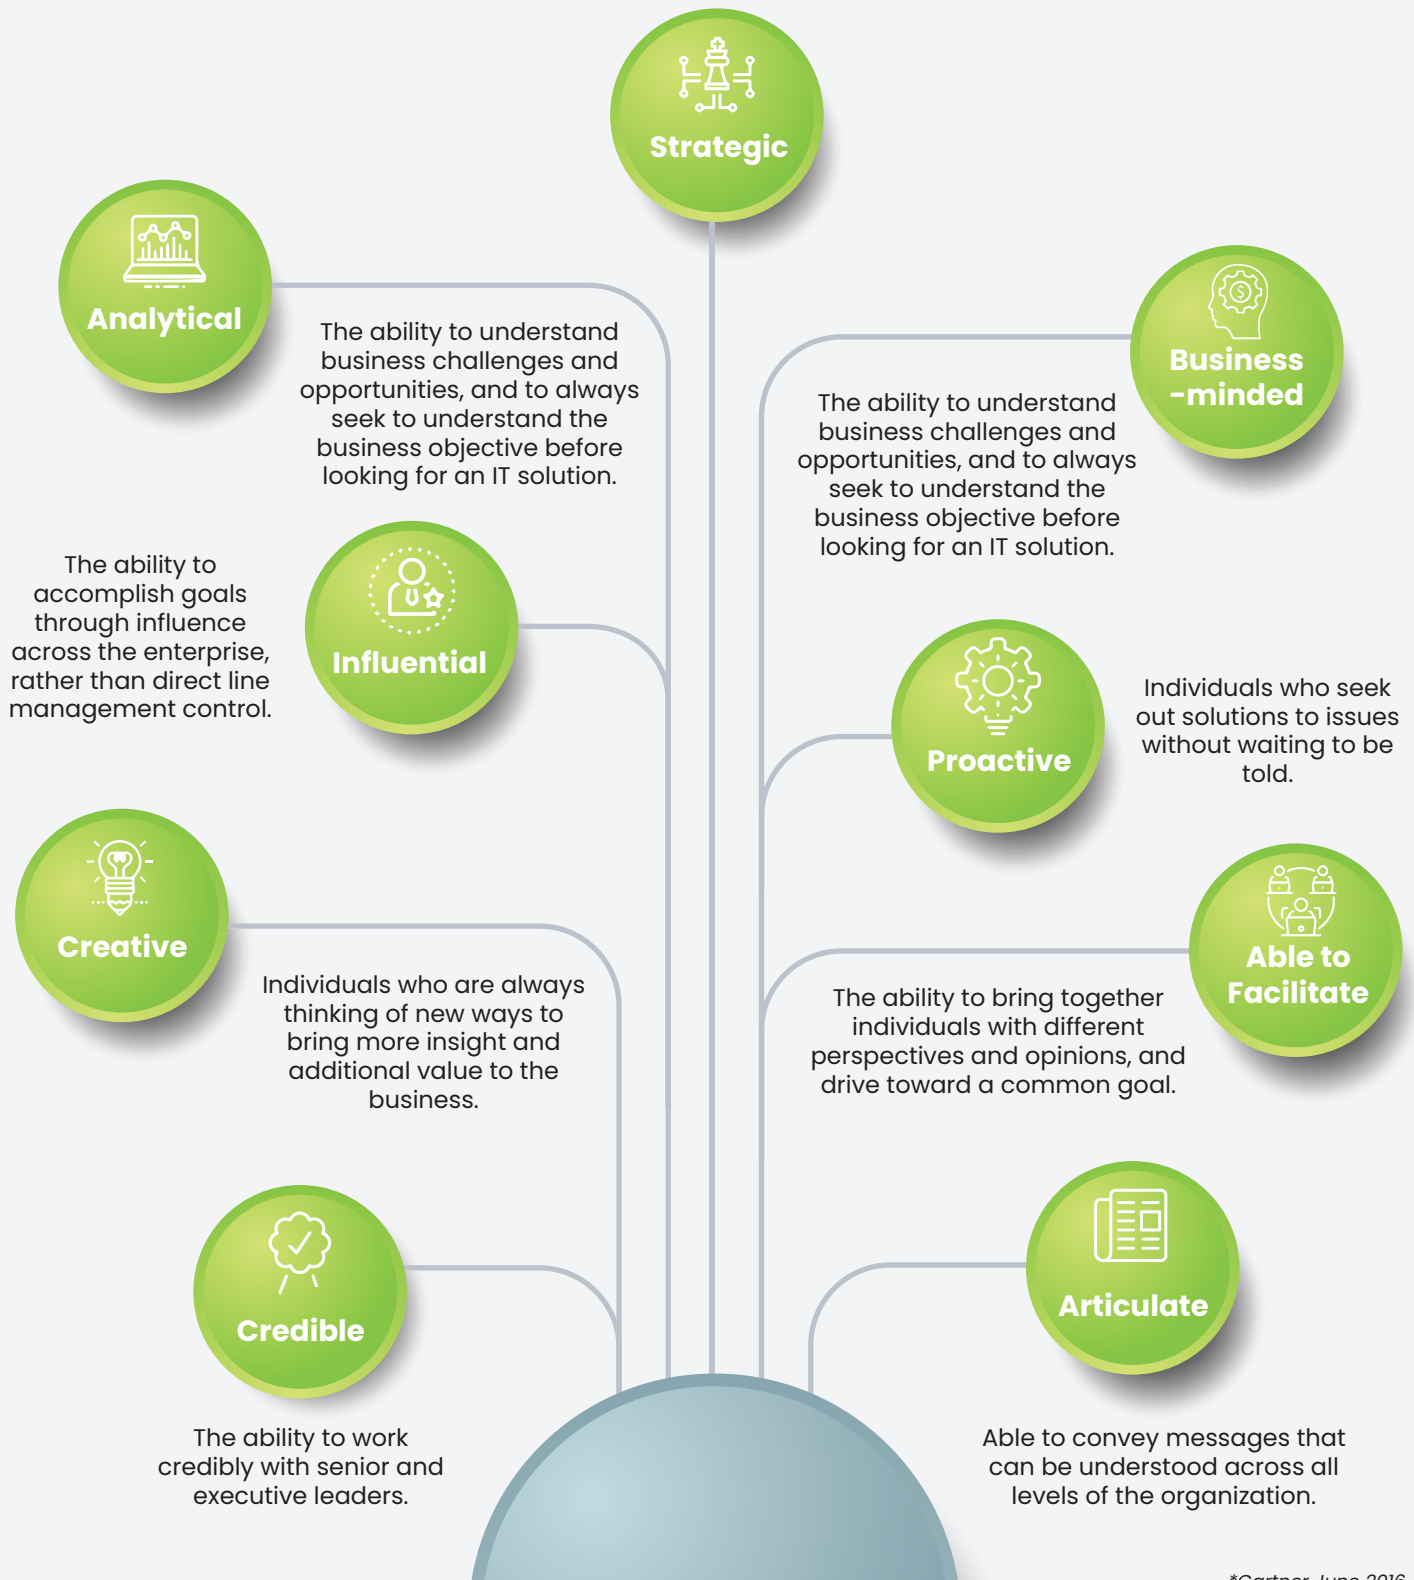 Strategic
Analytical
The ability to understand
business challenges and
opportunities, and to always
seek to understand the
business objective before
looking for an IT solution.
Business
-minded
The ability to understand
business challenges and
opportunities, and to always
seek to understand the
business objective before
looking for an IT solution.
Influential
The ability to
accomplish goals
through influence
across the enterprise,
rather than direct line
management control.
Proactive
Individuals who seek
out solutions to issues
without waiting to be
told.
Creative
Individuals who are always
thinking of new ways to
bring more insight and
additional value to the
business.
Able to
Facilitate
The ability to bring together
individuals with different
perspectives and opinions, and
drive toward a common goal.
Credible
The ability to work
credibly with senior and
executive leaders.
Articulate
Able to convey messages that
can be understood across all
levels of the organization.
*Gartner June 2016